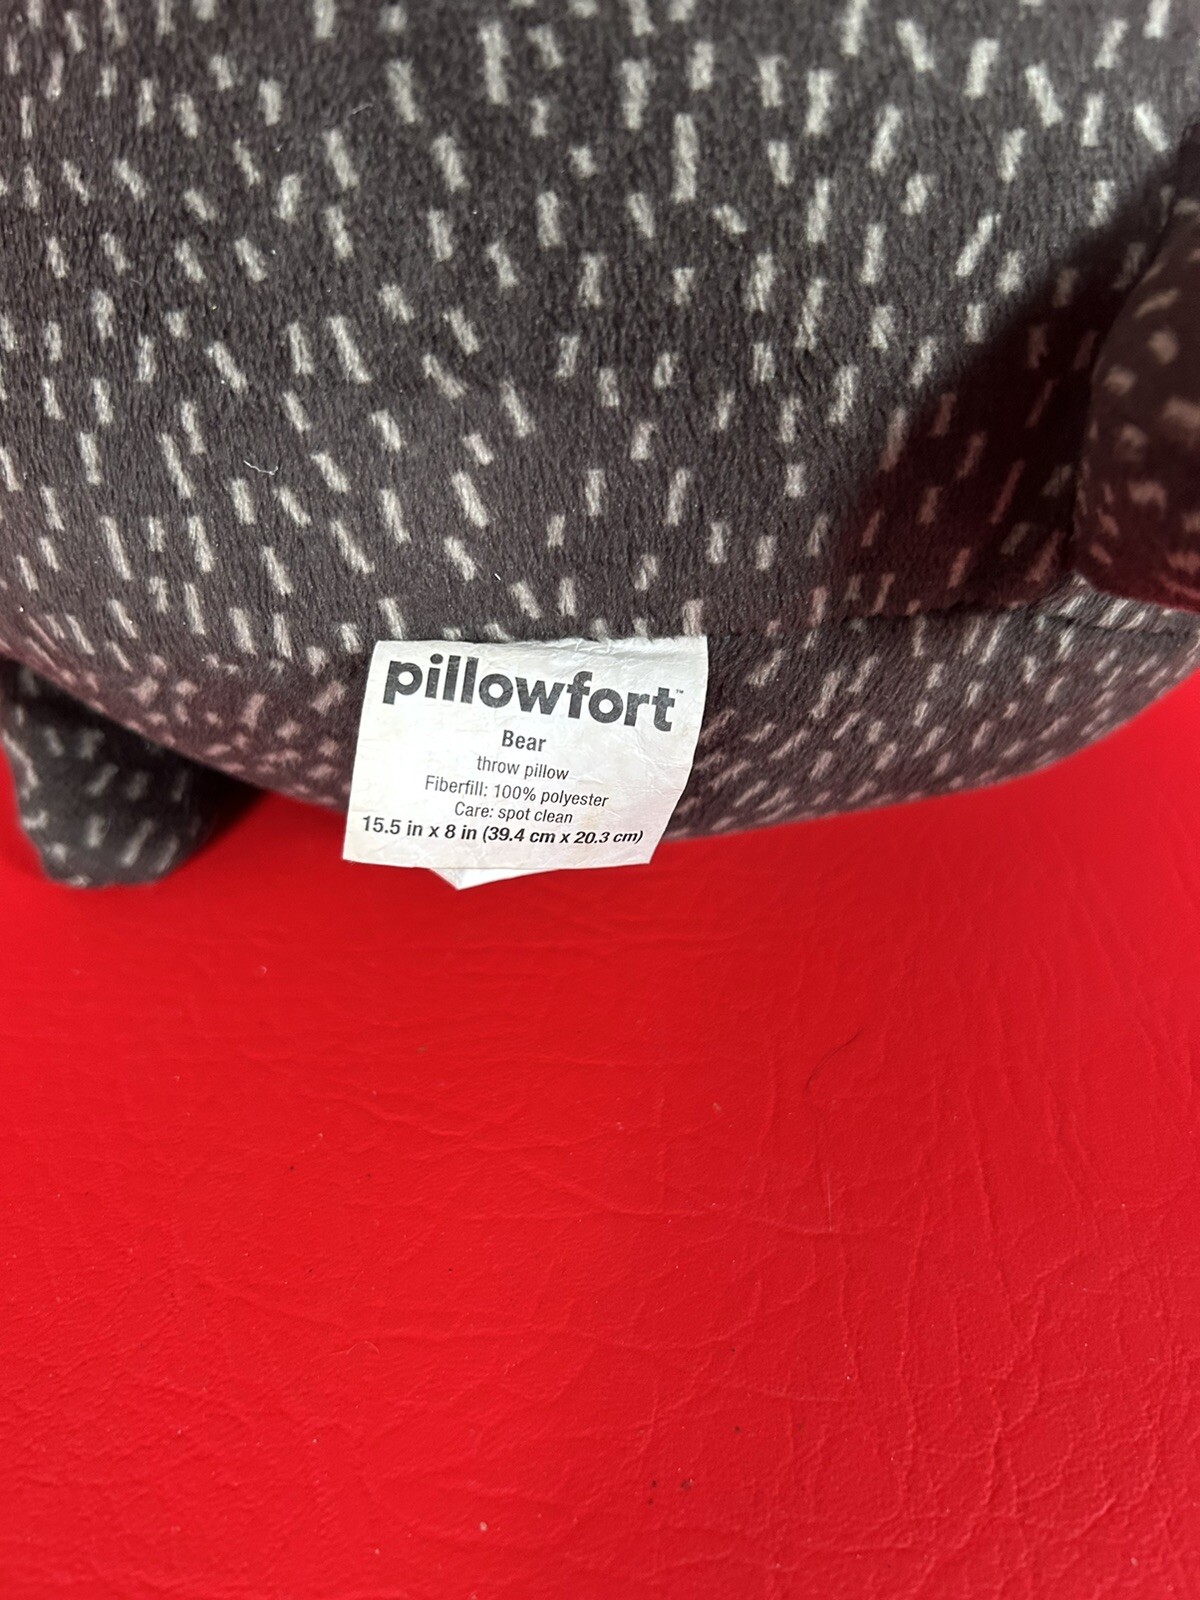 pillowfort™
Bear
throw pillow
Fiberfill: 100% polyester
Care: spot clean
15.5 in x 8 in (39.4 cm x 20.3 cm)